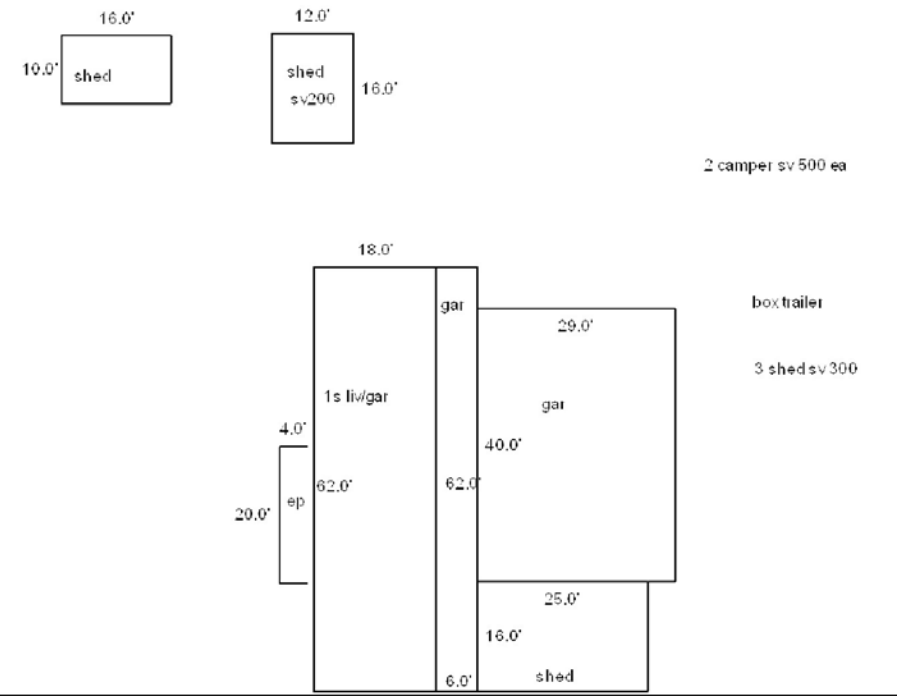 16.0'
12.0'
10.0'
shed
shed
sv200
16.0'
2 camper sv 500 ea
18.0'
gar
box trailer
29.0'
3 shed sv 300
1s liv/gar
gar
4.0'
40.0'
62.0'
62.0'
ep
20.0'
25.0'
16.0'
6.0'
shed